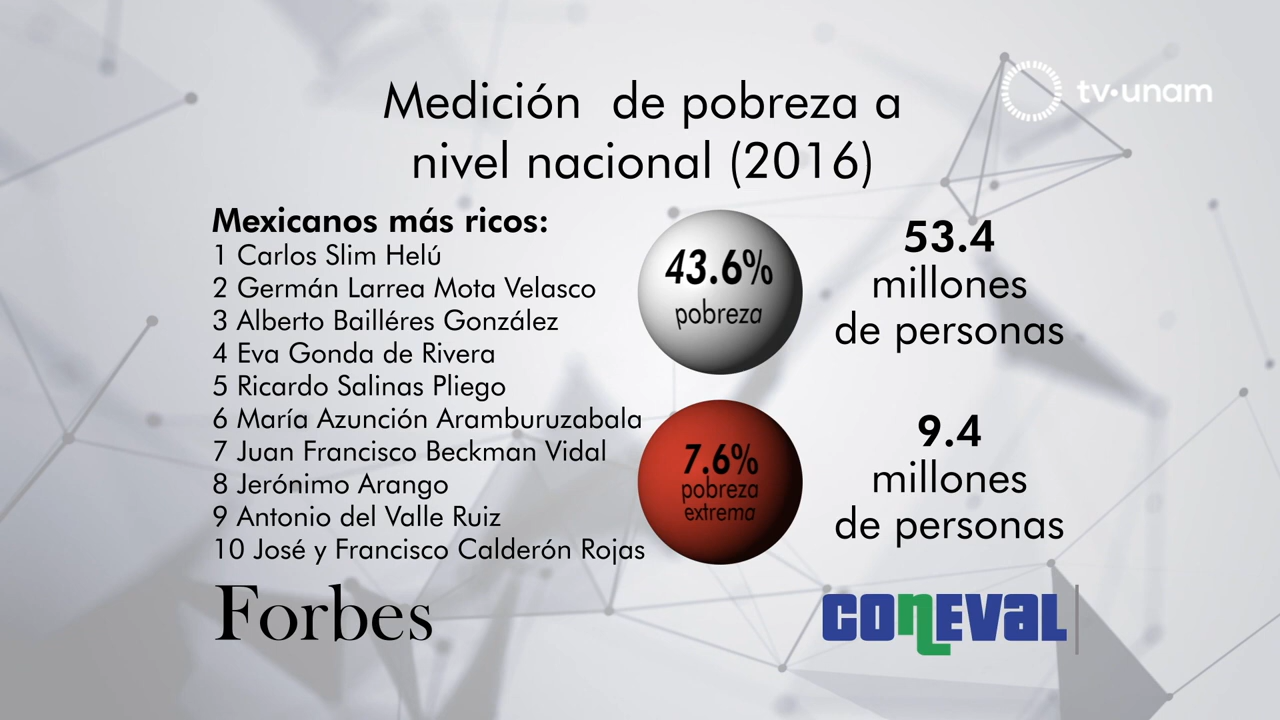 tv·unam
Medición de pobreza a
nivel nacional (2016)
Mexicanos más ricos:
1 Carlos Slim Helú
2 Germán Larrea Mota Velasco
3 Alberto Bailléres González
4 Eva Gonda de Rivera
5 Ricardo Salinas Pliego
6 María Azunción Aramburuzabala
7 Juan Francisco Beckman Vidal
8 Jerónimo Arango
9 Antonio del Valle Ruiz
10 José y Francisco Calderón Rojas
Forbes
43.6%
pobreza
53.4
millones
de personas
7.6%
pobreza
extrema
9.4
millones
de personas
CONEVAL